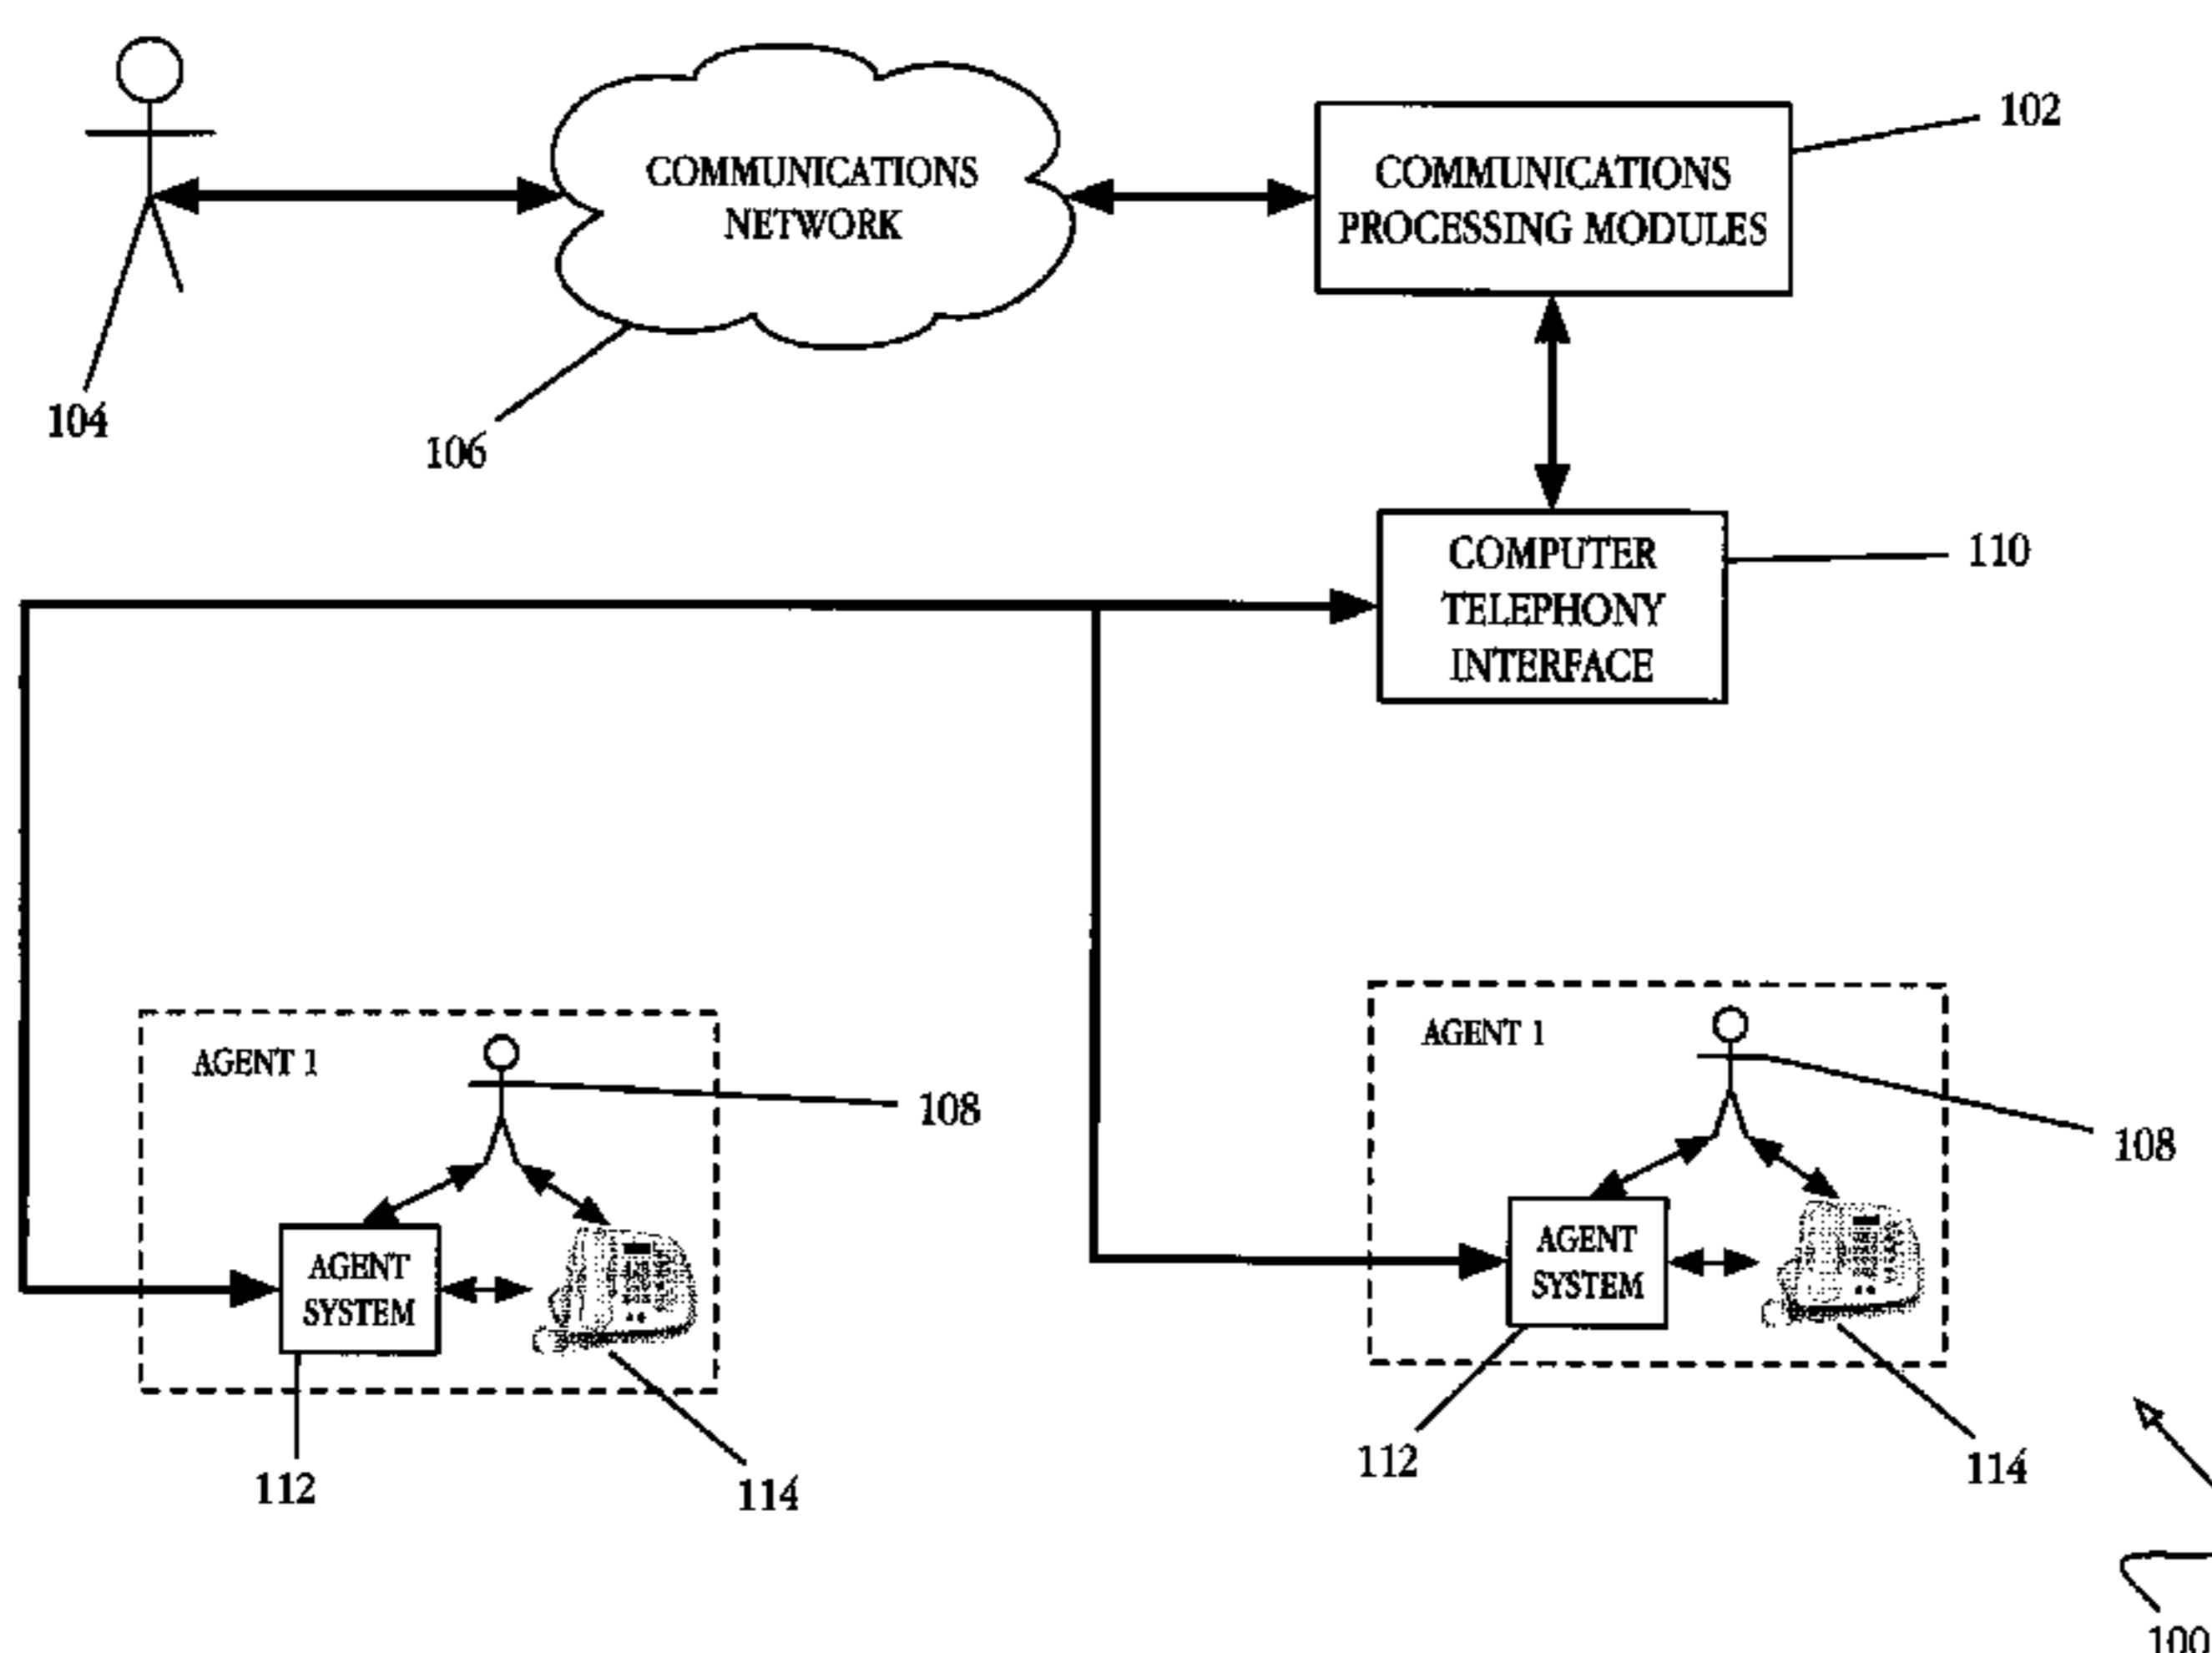 COMMUNICATIONS
NETWORK
COMMUNICATIONS
PROCESSING MODULES
102
104
106
COMPUTER
TELEPHONY
INTERFACE
110
AGENT 1
108
AGENT
SYSTEM
112
114
AGENT 1
108
AGENT
SYSTEM
112
114
100